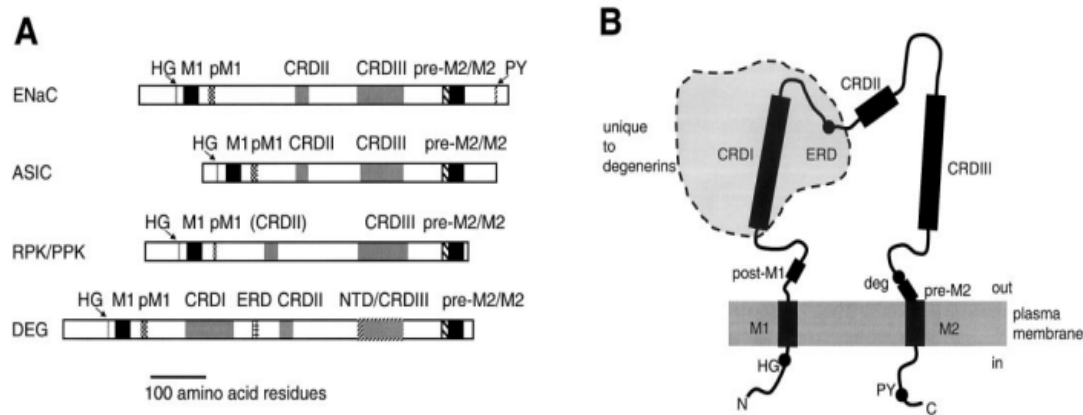 A
HG M1 pM1 CRDII CRDIII pre-M2/M2 PY
ENaC
HG M1 pM1 CRDII CRDIII pre-M2/M2
ASIC
HG M1 pM1 (CRDII) CRDIII pre-M2/M2
RPK/PPK
HG M1 pM1 CRDI ERD CRDII NTD/CRDIII pre-M2/M2
DEG
100 amino acid residues
B
CRDII
unique
to
degenerins
CRDI
ERD
CRDIII
post-M1
deg
pre-M2
out
M1
M2
plasma
membrane
in
HG
PY
N
C